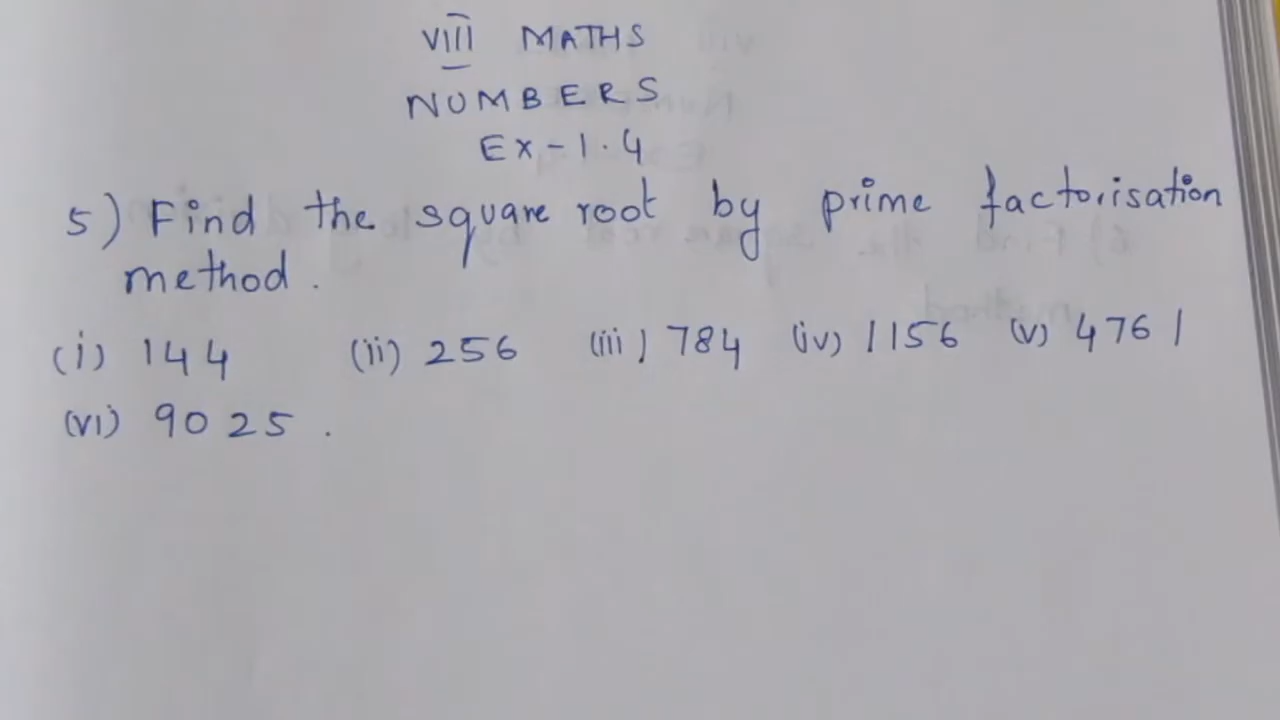 VIII MATHS
NUMBERS
Ex-1.4
5) Find the square root by prime factorisation
method.
(i) 144 (ii) 256 (iii) 784 (iv) 1156 (v) 4761
(vi) 9025.